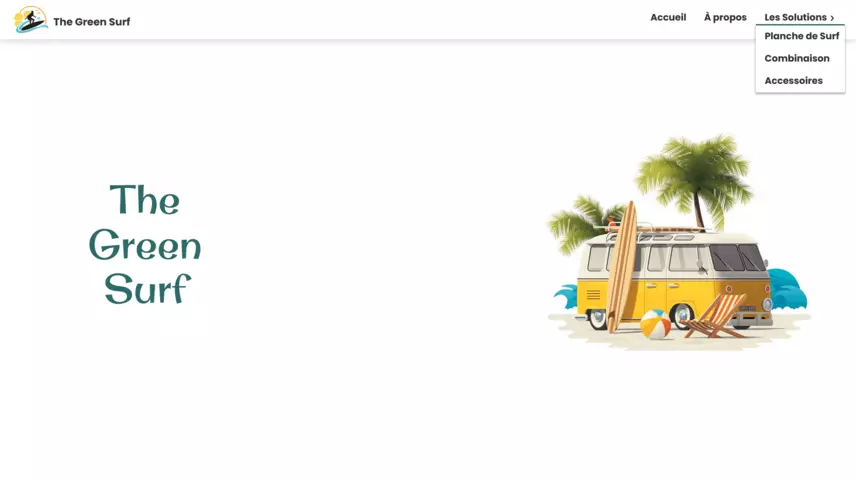 The Green Surf
Accueil
À propos
Les Solutions ›
Planche de Surf
Combinaison
Accessoires
The
Green
Surf